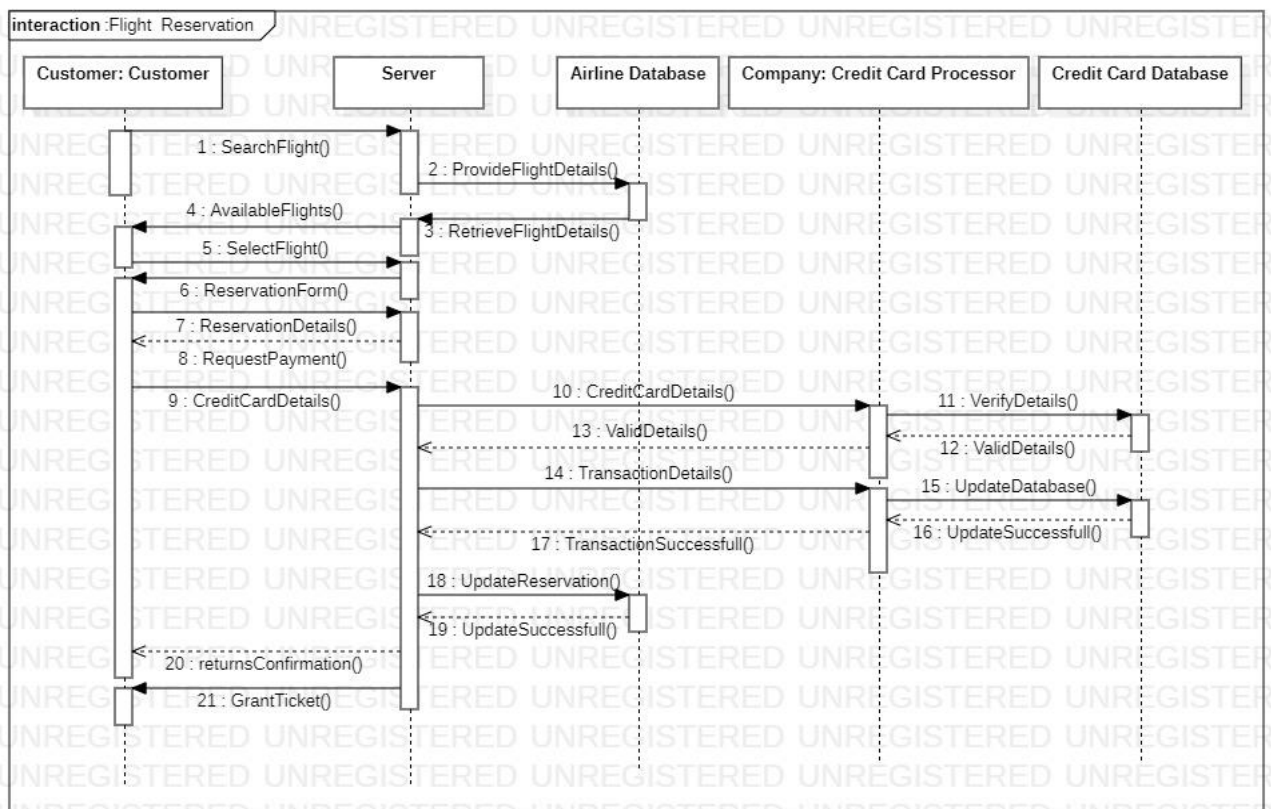 interaction :Flight Reservation
Customer: Customer
Server
Airline Database
Company: Credit Card Processor
Credit Card Database
1 : SearchFlight()
2 : ProvideFlightDetails()
4 : AvailableFlights()
3 : RetrieveFlightDetails()
5 : SelectFlight()
6 : ReservationForm()
7 : ReservationDetails()
8 : RequestPayment()
9 : CreditCardDetails()
10 : CreditCardDetails()
11 : VerifyDetails()
13 : ValidDetails()
12 : ValidDetails()
14 : TransactionDetails()
15 : UpdateDatabase()
16 : UpdateSuccessfull()
17 : TransactionSuccessfull()
18 : UpdateReservation()
19 : UpdateSuccessfull()
20 : returnsConfirmation()
21 : GrantTicket()
UNREGISTERED